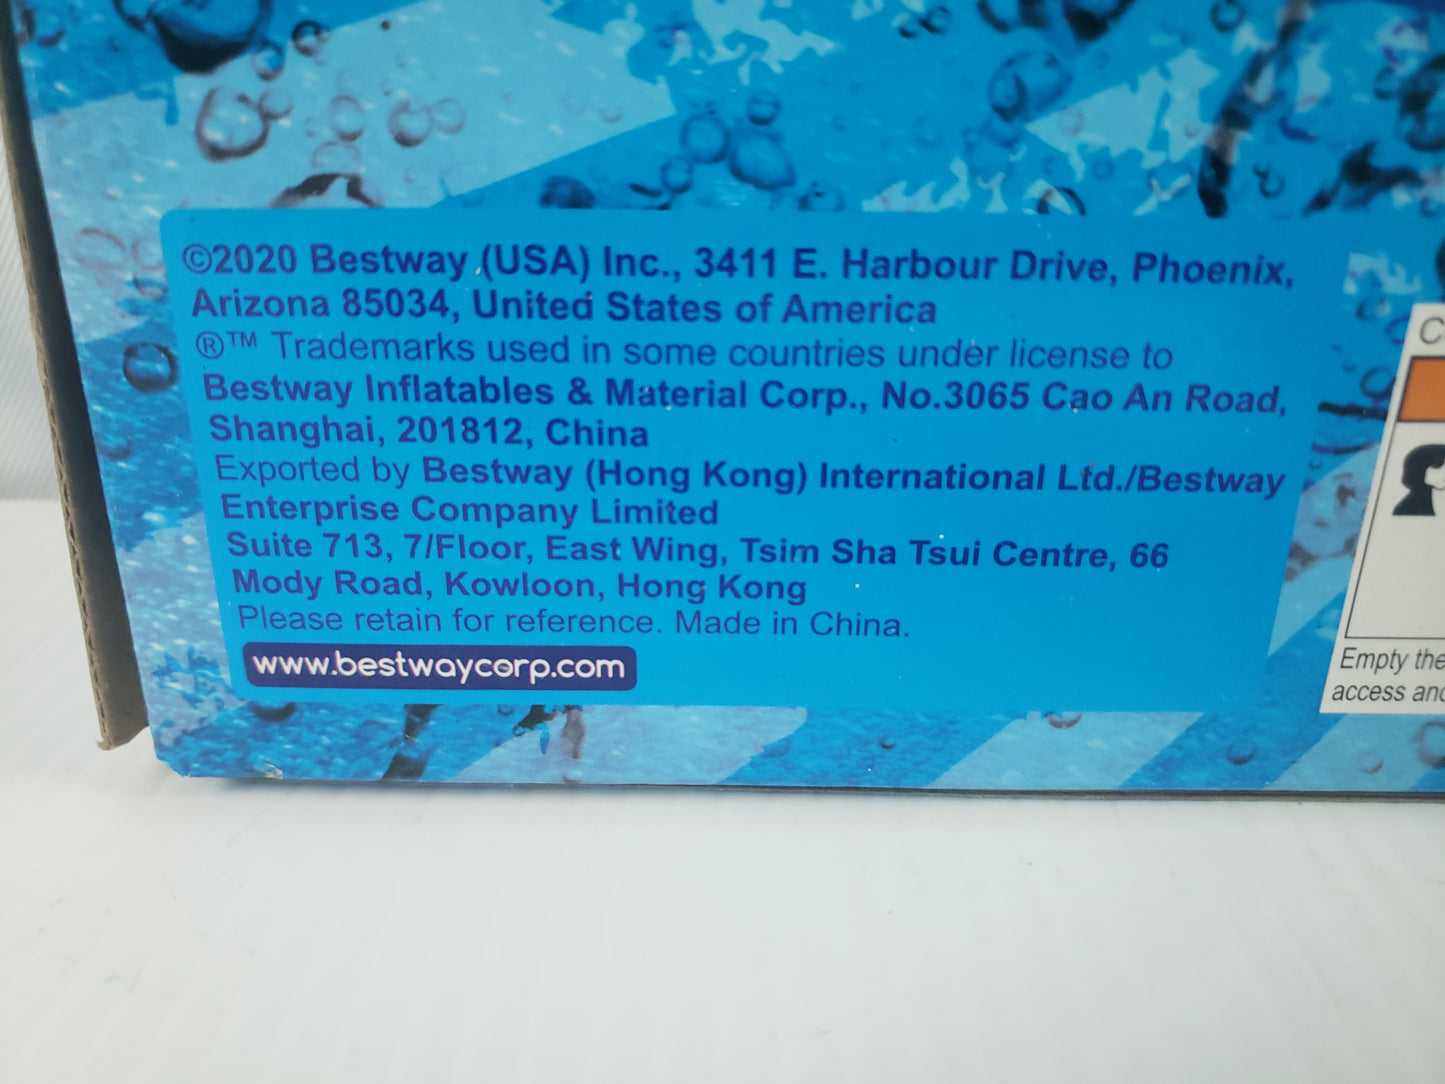 ©2020 Bestway (USA) Inc., 3411 E. Harbour Drive, Phoenix,
Arizona 85034, United States of America
®™ Trademarks used in some countries under license to
Bestway Inflatables & Material Corp., No.3065 Cao An Road,
Shanghai, 201812, China
Exported by Bestway (Hong Kong) International Ltd./Bestway
Enterprise Company Limited
Suite 713, 7/Floor, East Wing, Tsim Sha Tsui Centre, 66
Mody Road, Kowloon, Hong Kong
Please retain for reference. Made in China.
www.bestwaycorp.com
Empty the
access and